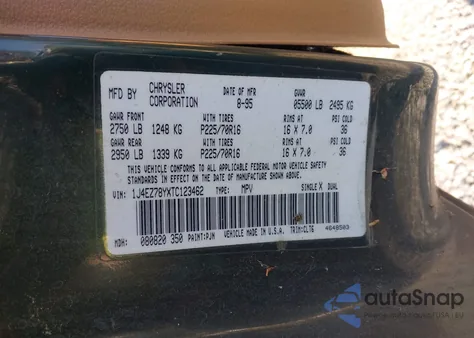 MFD BY CHRYSLER CORPORATION DATE OF MFR 8-95 GVWR 05500 LB 2495 KG
GAWR FRONT WITH TIRES RIMS AT PSI COLD
2750 LB 1248 KG P225/70R16 16 X 7.0 36
GAWR REAR WITH TIRES RIMS AT PSI COLD
2950 LB 1339 KG P225/70R16 16 X 7.0 36
THIS VEHICLE CONFORMS TO ALL APPLICABLE FEDERAL MOTOR VEHICLE SAFETY
STANDARDS IN EFFECT ON THE DATE OF MANUFACTURE SHOWN ABOVE
VIN: 1J4EZ78YXTC123462 TYPE: MPV SINGLE X DUAL
MDH: 080820 350 PAINT:PJN VEHICLE MADE IN U.S.A. TRIM:CLT6 4648503
autoSnap